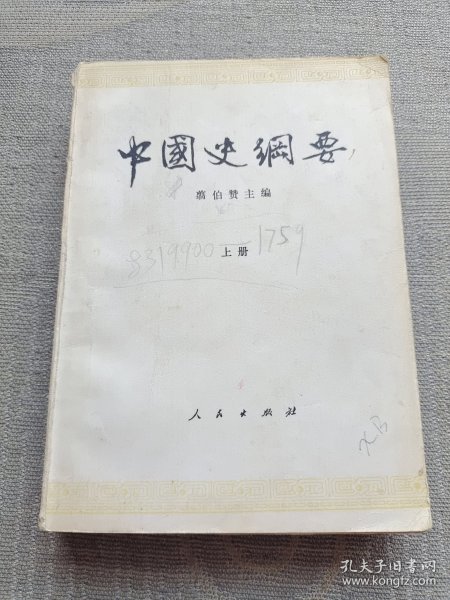 中國史綱要
翦伯赞主编
上册
8319900—1759
人民出版社
孔夫子旧书网
www.kongfz.com